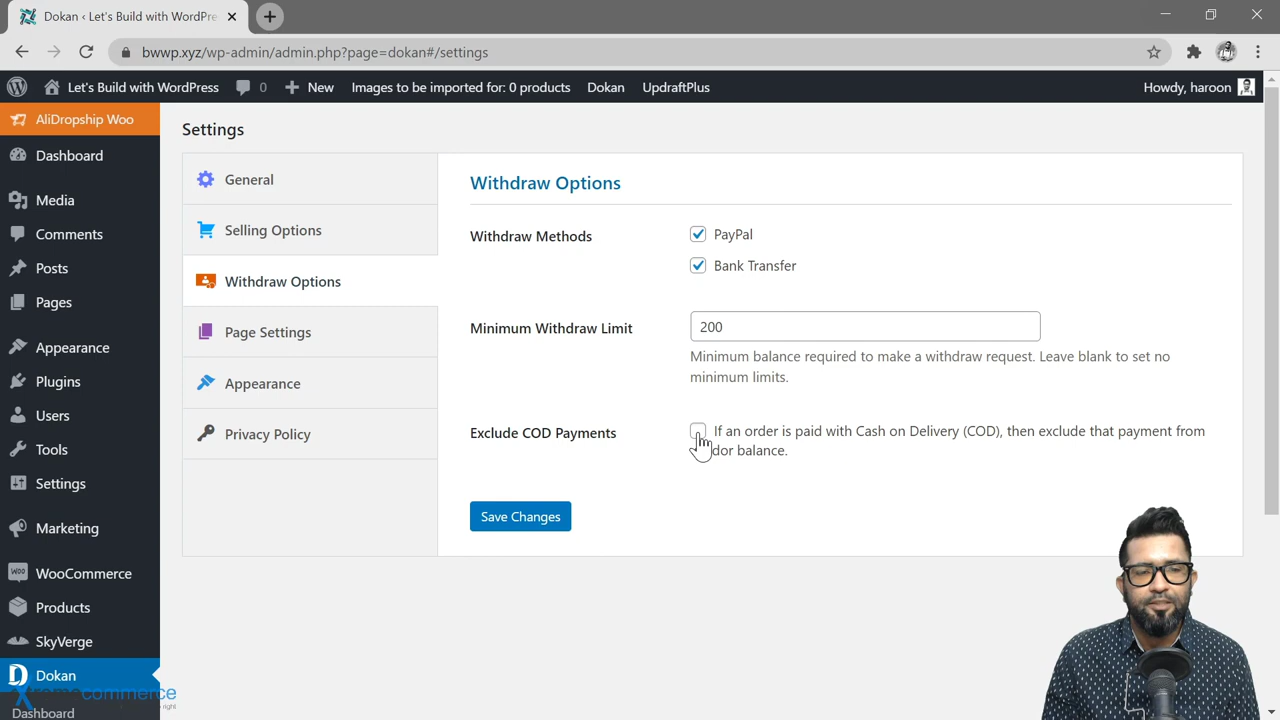 Dokan ‹ Let's Build with WordPre
bwwp.xyz/wp-admin/admin.php?page=dokan#/settings
Let's Build with WordPress 0 New Images to be imported for: 0 products Dokan UpdraftPlus Howdy, haroon
AliDropship Woo
Dashboard
Media
Comments
Posts
Pages
Appearance
Plugins
Users
Tools
Settings
Marketing
WooCommerce
Products
SkyVerge
Dokan
Dashboard
Settings
General
Selling Options
Withdraw Options
Page Settings
Appearance
Privacy Policy
Withdraw Options
Withdraw Methods
PayPal
Bank Transfer
Minimum Withdraw Limit
200
Minimum balance required to make a withdraw request. Leave blank to set no
minimum limits.
Exclude COD Payments
If an order is paid with Cash on Delivery (COD), then exclude that payment from
dor balance.
Save Changes